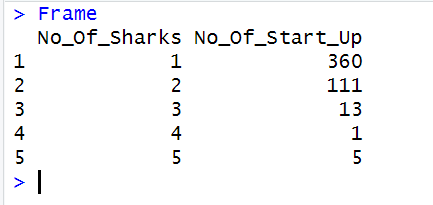 > Frame
  No_Of_Sharks No_Of_Start_Up
1            1            360
2            2            111
3            3             13
4            4              1
5            5              5
>